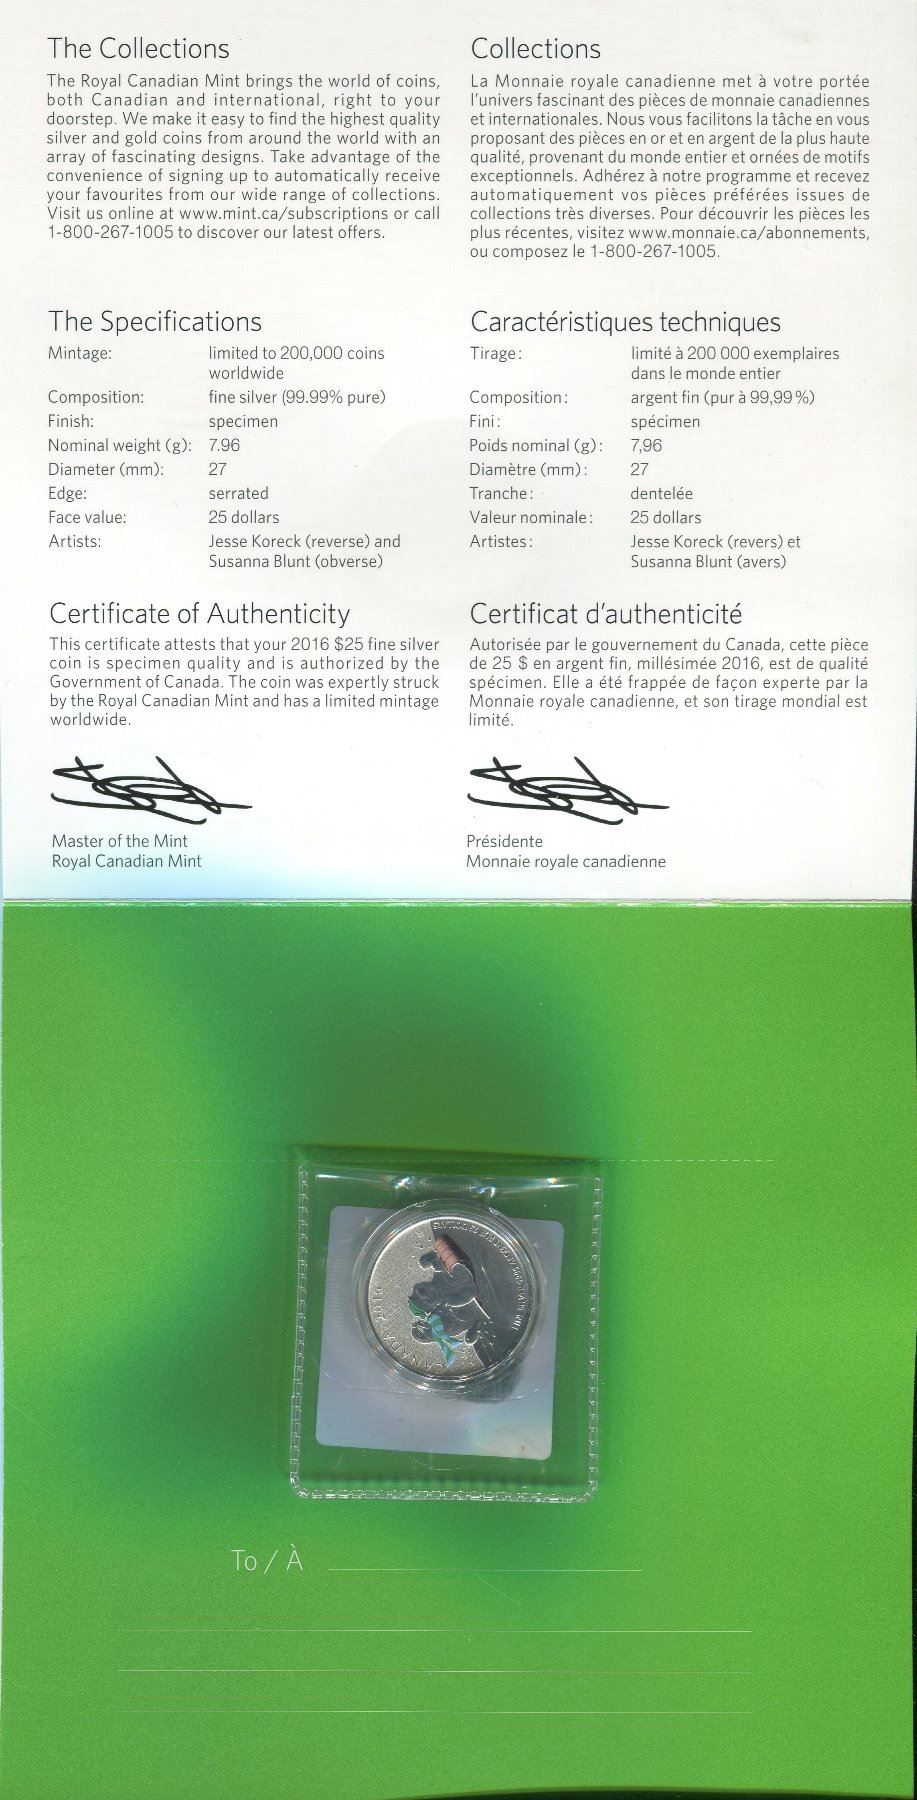 The Collections
The Royal Canadian Mint brings the world of coins,
both Canadian and international, right to your
doorstep. We make it easy to find the highest quality
silver and gold coins from around the world with an
array of fascinating designs. Take advantage of the
convenience of signing up to automatically receive
your favourites from our wide range of collections.
Visit us online at www.mint.ca/subscriptions or call
1-800-267-1005 to discover our latest offers.
Collections
La Monnaie royale canadienne met à votre portée
l'univers fascinant des pièces de monnaie canadiennes
et internationales. Nous vous facilitons la tâche en vous
proposant des pièces en or et en argent de la plus haute
qualité, provenant du monde entier et ornées de motifs
exceptionnels. Adhérez à notre programme et recevez
automatiquement vos pièces préférées issues de
collections très diverses. Pour découvrir les pièces les
plus récentes, visitez www.monnaie.ca/abonnements,
ou composez le 1-800-267-1005.
The Specifications
Mintage: limited to 200,000 coins
worldwide
Composition: fine silver (99.99% pure)
Finish: specimen
Nominal weight (g): 7.96
Diameter (mm): 27
Edge: serrated
Face value: 25 dollars
Artists: Jesse Koreck (reverse) and
Susanna Blunt (obverse)
Caractéristiques techniques
Tirage : limité à 200 000 exemplaires
dans le monde entier
Composition : argent fin (pur à 99,99 %)
Fini : spécimen
Poids nominal (g) : 7,96
Diamètre (mm) : 27
Tranche : dentelée
Valeur nominale : 25 dollars
Artistes : Jesse Koreck (revers) et
Susanna Blunt (avers)
Certificate of Authenticity
This certificate attests that your 2016 $25 fine silver
coin is specimen quality and is authorized by the
Government of Canada. The coin was expertly struck
by the Royal Canadian Mint and has a limited mintage
worldwide.
Master of the Mint
Royal Canadian Mint
Certificat d'authenticité
Autorisée par le gouvernement du Canada, cette pièce
de 25 $ en argent fin, millésimée 2016, est de qualité
spécimen. Elle a été frappée de façon experte par la
Monnaie royale canadienne, et son tirage mondial est
limité.
Présidente
Monnaie royale canadienne
CANADA 2016
To / À